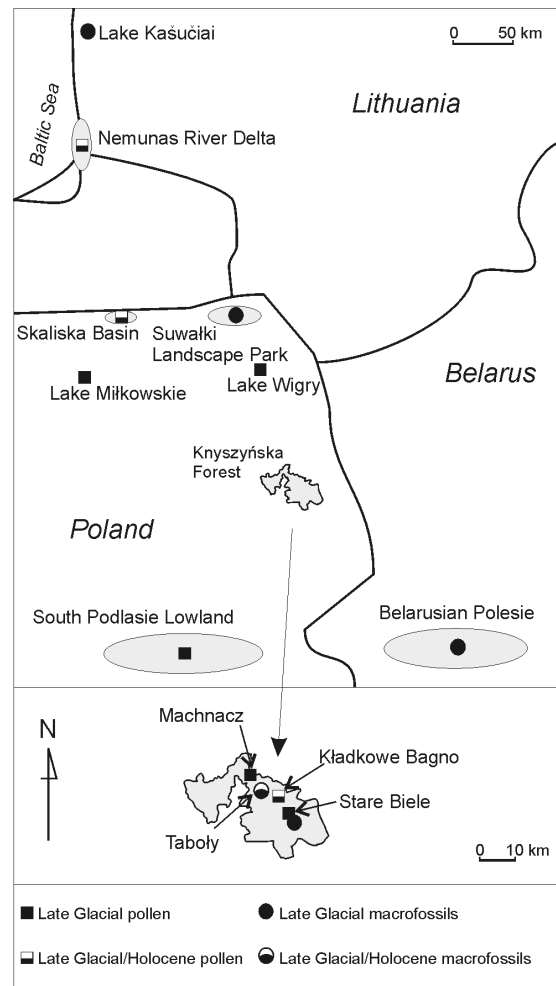 Lake Kašučiai
0 50 km
Baltic Sea
Lithuania
Nemunas River Delta
Skaliska Basin
Suwałki
Landscape Park
Lake Miłkowskie
Lake Wigry
Belarus
Knyszyńska
Forest
Poland
South Podlasie Lowland
Belarusian Polesie
N
Machnacz
Kładkowe Bagno
Stare Biele
Taboły
0 10 km
Late Glacial pollen
Late Glacial macrofossils
Late Glacial/Holocene pollen
Late Glacial/Holocene macrofossils